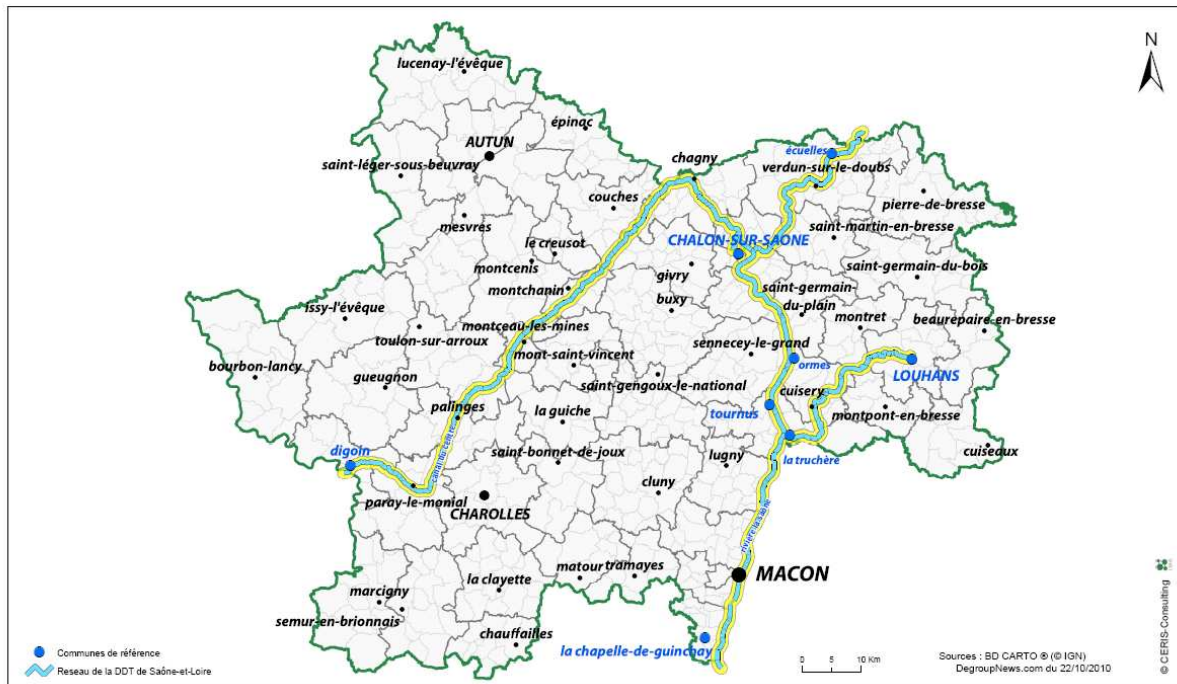 N
lucenay-l'évêque
épinac
AUTUN
saint-léger-sous-beuvray
chagny
écuelles
verdun-sur-le-doubs
couches
pierre-de-bresse
mesvres
saint-martin-en-bresse
le creusot
CHALON-SUR-SAONE
montcenis
givry
saint-germain-du-bois
montchanin
buxy
saint-germain-
du-plain
issy-l'évêque
montret
beaurepaire-en-bresse
montceau-les-mines
toulon-sur-arroux
sennecey-le-grand
mont-saint-vincent
bourbon-lancy
ormes
LOUHANS
gueugnon
saint-gengoux-le-national
cuisery
palinges
la guiche
tournus
montpont-en-bresse
canal du centre
digoin
saint-bonnet-de-joux
lugny
la truchère
cuiseaux
cluny
paray-le-monial
CHAROLLES
rivière la saône
MACON
matour
tramayes
la clayette
marcigny
semur-en-brionnais
chauffailles
la chapelle-de-guinchay
Communes de référence
Reseau de la DDT de Saône-et-Loire
0 5 10 Km
Sources : BD CARTO ® (© IGN)
DegroupNews.com du 22/10/2010
© CERIS-Consulting